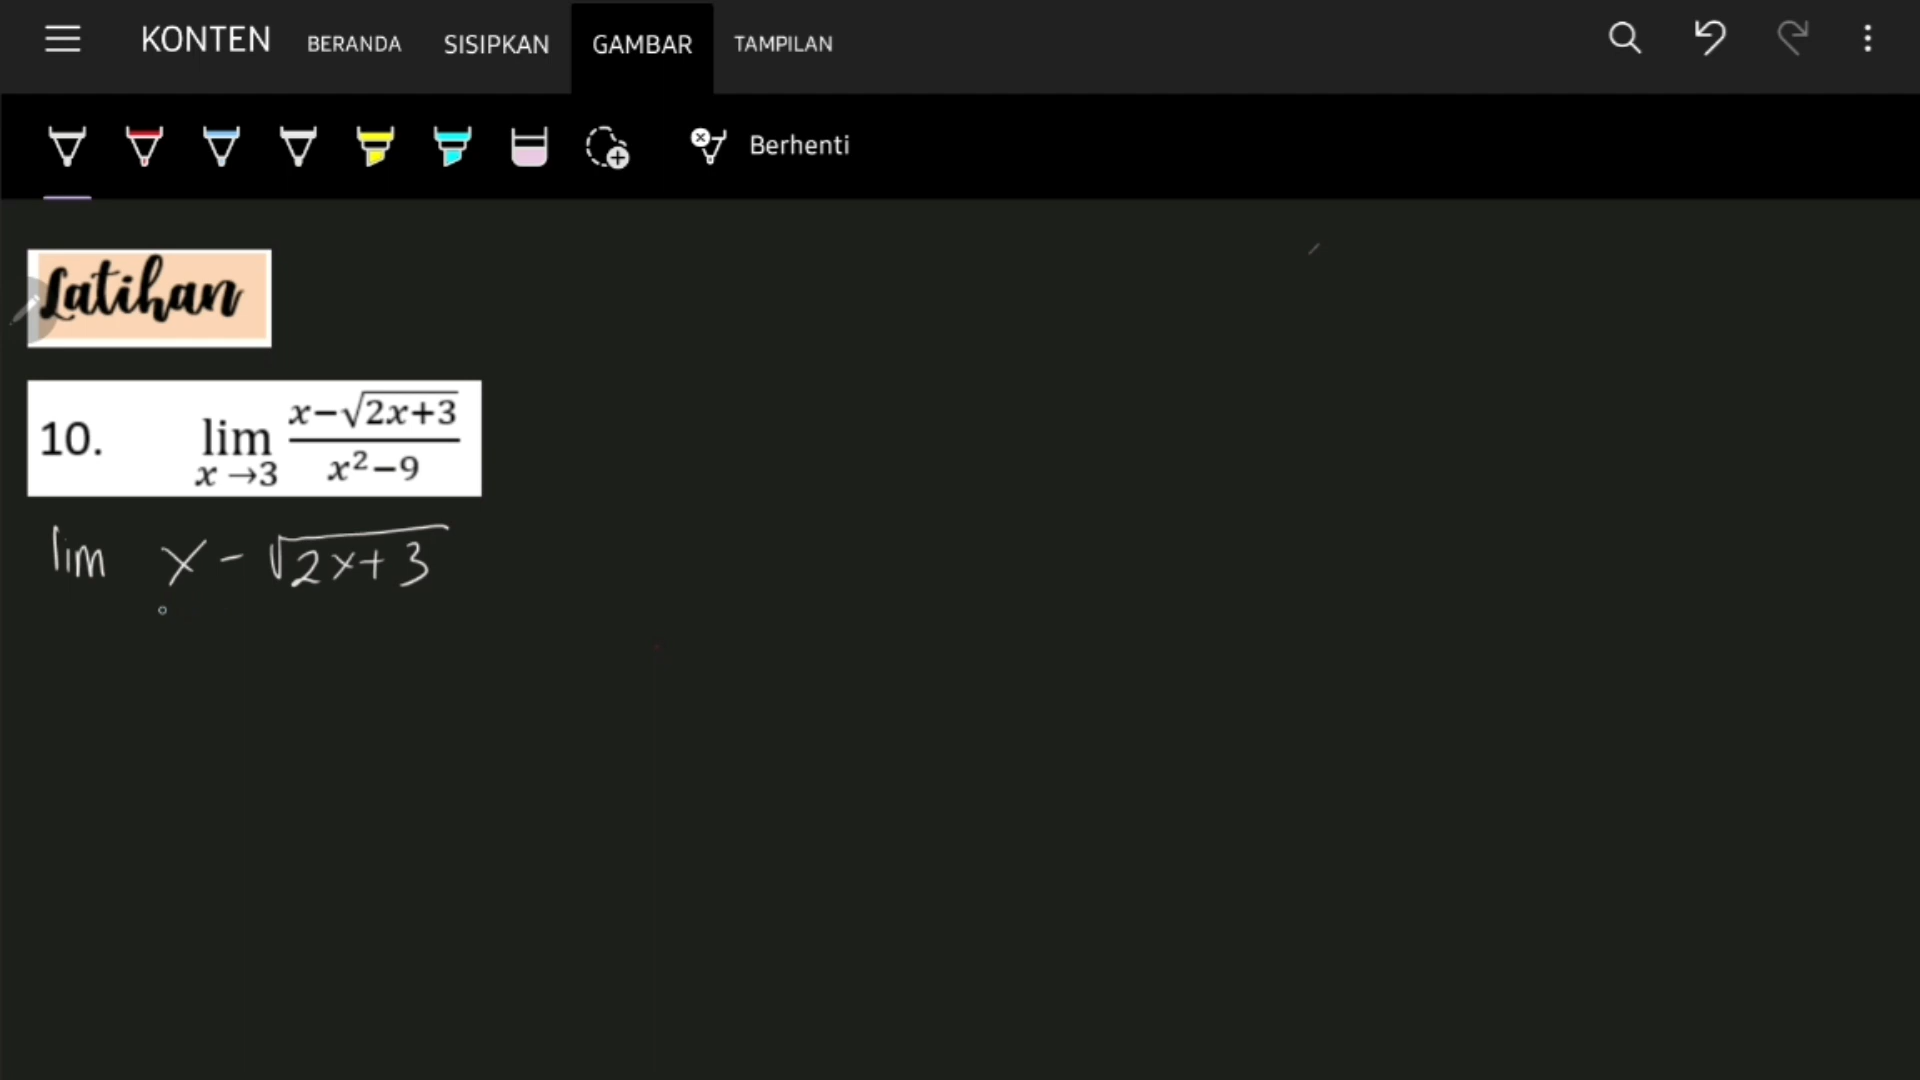 KONTEN BERANDA SISIPKAN GAMBAR TAMPILAN
Berhenti
Latihan
10. lim x→3 (x−√(2x+3))/(x²−9)
lim x − √(2x+3)